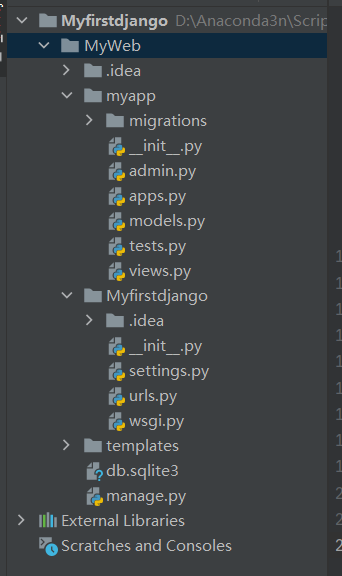 Myfirstdjango D:\Anaconda3n\Scrip
MyWeb
.idea
myapp
migrations
__init__.py
admin.py
apps.py
models.py
tests.py
views.py
Myfirstdjango
.idea
__init__.py
settings.py
urls.py
wsgi.py
templates
db.sqlite3
manage.py
External Libraries
Scratches and Consoles